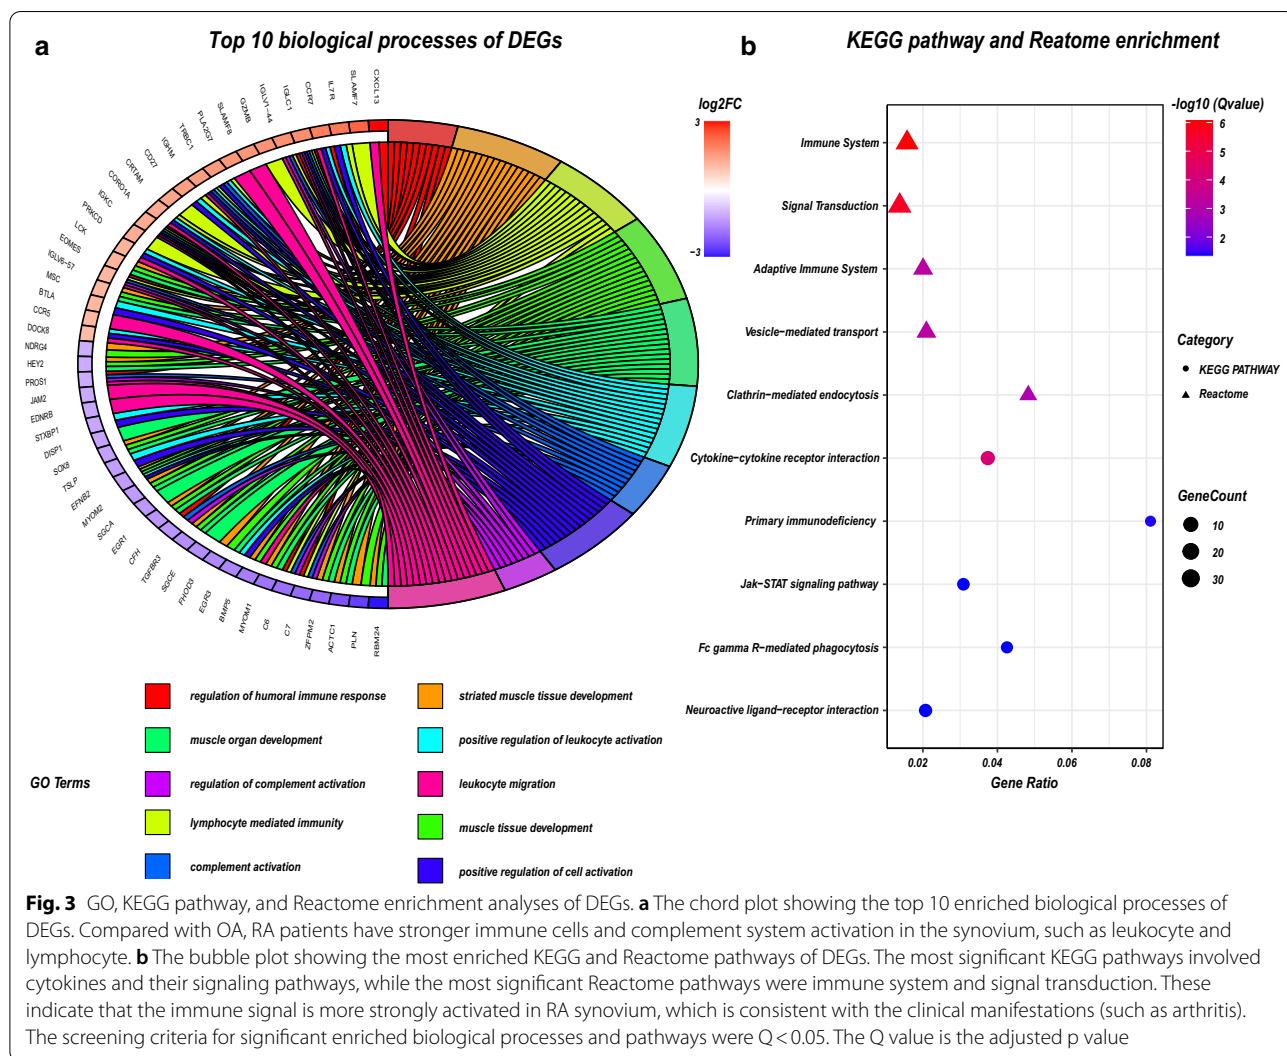 a
Top 10 biological processes of DEGs
CXCL13
SLAMF7
IL7R
CCR7
IGLC1
IGLV1−44
GZMB
SLAMF8
PLA2G7
TRBC1
IGHM
CD27
CRTAM
CORO1A
IGKC
PRKCD
LCK
EOMES
IGLV6−57
MSC
BTLA
CCR5
DOCK8
NDRG4
HEY2
PROS1
JAM2
EDNRB
STXBP1
DISP1
SOX8
TSLP
EFNB2
MYOM2
SGCA
EGR1
CFH
TGFBR3
SGCE
FHOD3
EGR3
BMP5
MYOM1
C6
C7
ZFPM2
ACTC1
PLN
RBM24
log2FC
3
−3
GO Terms
regulation of humoral immune response
striated muscle tissue development
muscle organ development
positive regulation of leukocyte activation
regulation of complement activation
leukocyte migration
lymphocyte mediated immunity
muscle tissue development
complement activation
positive regulation of cell activation
b
KEGG pathway and Reatome enrichment
Immune System
Signal Transduction
Adaptive Immune System
Vesicle−mediated transport
Clathrin−mediated endocytosis
Cytokine−cytokine receptor interaction
Primary immunodeficiency
Jak−STAT signaling pathway
Fc gamma R−mediated phagocytosis
Neuroactive ligand−receptor interaction
0.02 0.04 0.06 0.08
Gene Ratio
-log10 (Qvalue)
6
5
4
3
2
Category
KEGG PATHWAY
Reactome
GeneCount
10
20
30
Fig. 3 GO, KEGG pathway, and Reactome enrichment analyses of DEGs. a The chord plot showing the top 10 enriched biological processes of
DEGs. Compared with OA, RA patients have stronger immune cells and complement system activation in the synovium, such as leukocyte and
lymphocyte. b The bubble plot showing the most enriched KEGG and Reactome pathways of DEGs. The most significant KEGG pathways involved
cytokines and their signaling pathways, while the most significant Reactome pathways were immune system and signal transduction. These
indicate that the immune signal is more strongly activated in RA synovium, which is consistent with the clinical manifestations (such as arthritis).
The screening criteria for significant enriched biological processes and pathways were Q < 0.05. The Q value is the adjusted p value